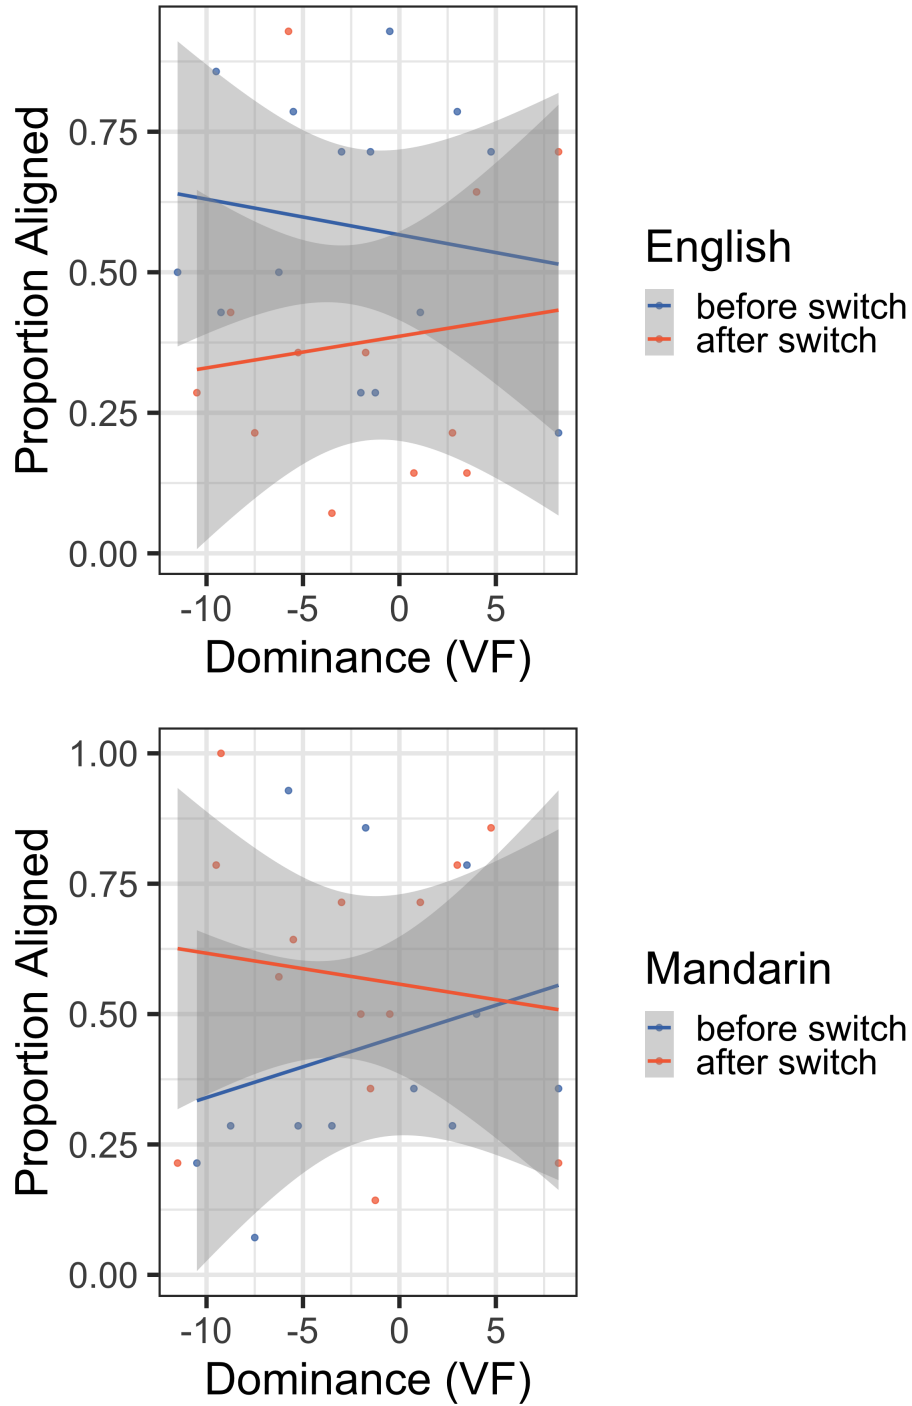 Proportion Aligned
0.75
0.50
0.25
0.00
-10 -5 0 5
Dominance (VF)
English
before switch
after switch
Proportion Aligned
1.00
0.75
0.50
0.25
0.00
-10 -5 0 5
Dominance (VF)
Mandarin
before switch
after switch